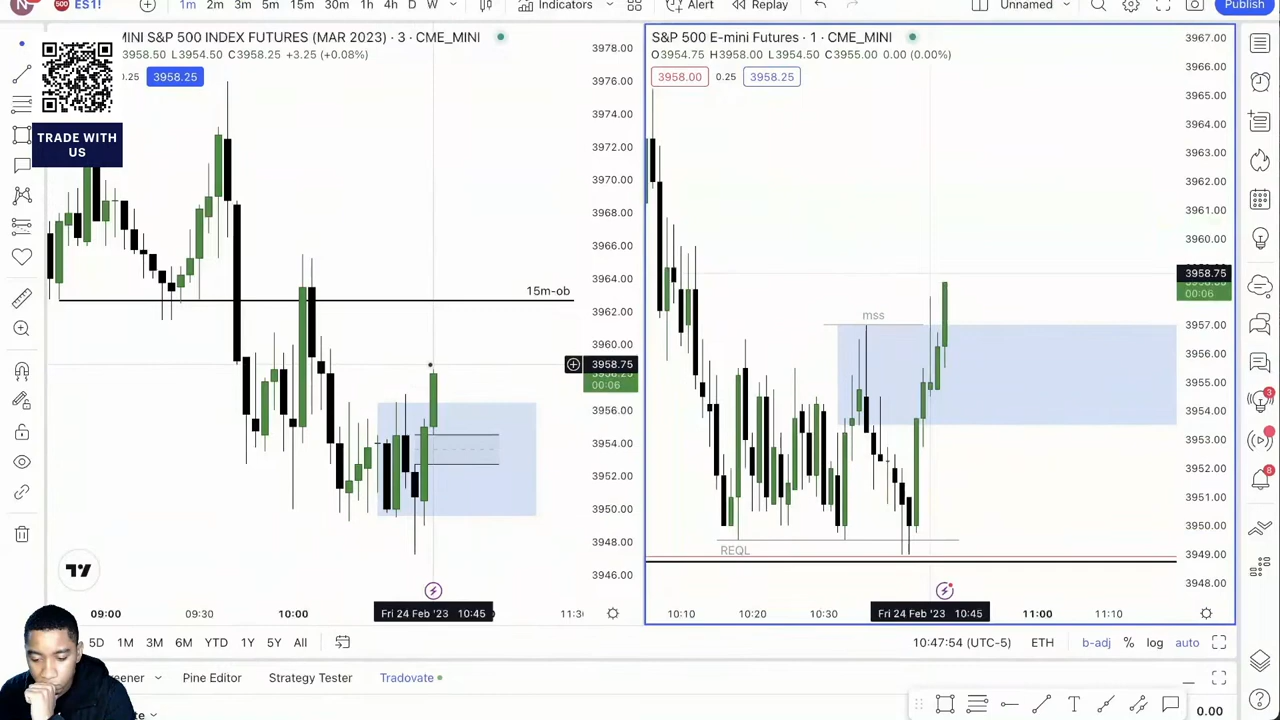 N
500 ES1!
1m 2m 3m 5m 15m 30m 1h 4h D W
Indicators
Alert
Replay
Unnamed
Publish
MINI S&P 500 INDEX FUTURES (MAR 2023) · 3 · CME_MINI
3958.50 L3954.50 C3958.25 +3.25 (+0.08%)
0.25 3958.25
TRADE WITH
US
3978.00
3976.00
3974.00
3972.00
3970.00
3968.00
3966.00
3964.00
3962.00
3960.00
3958.75
00:06
3956.00
3954.00
3952.00
3950.00
3948.00
3946.00
15m-ob
09:00 09:30 10:00 Fri 24 Feb '23 10:45 11:3
S&P 500 E-mini Futures · 1 · CME_MINI
O3954.75 H3958.00 L3954.50 C3955.00 0.00 (0.00%)
3958.00 0.25 3958.25
3967.00
3966.00
3965.00
3964.00
3963.00
3962.00
3961.00
3960.00
3958.75
00:06
3957.00
3956.00
3955.00
3954.00
3953.00
3952.00
3951.00
3950.00
3949.00
3948.00
mss
REQL
10:10 10:20 10:30 Fri 24 Feb '23 10:45 11:00 11:10
3
8
5D 1M 3M 6M YTD 1Y 5Y All
10:47:54 (UTC-5) ETH b-adj % log auto
Pine Editor Strategy Tester Tradovate
0.00